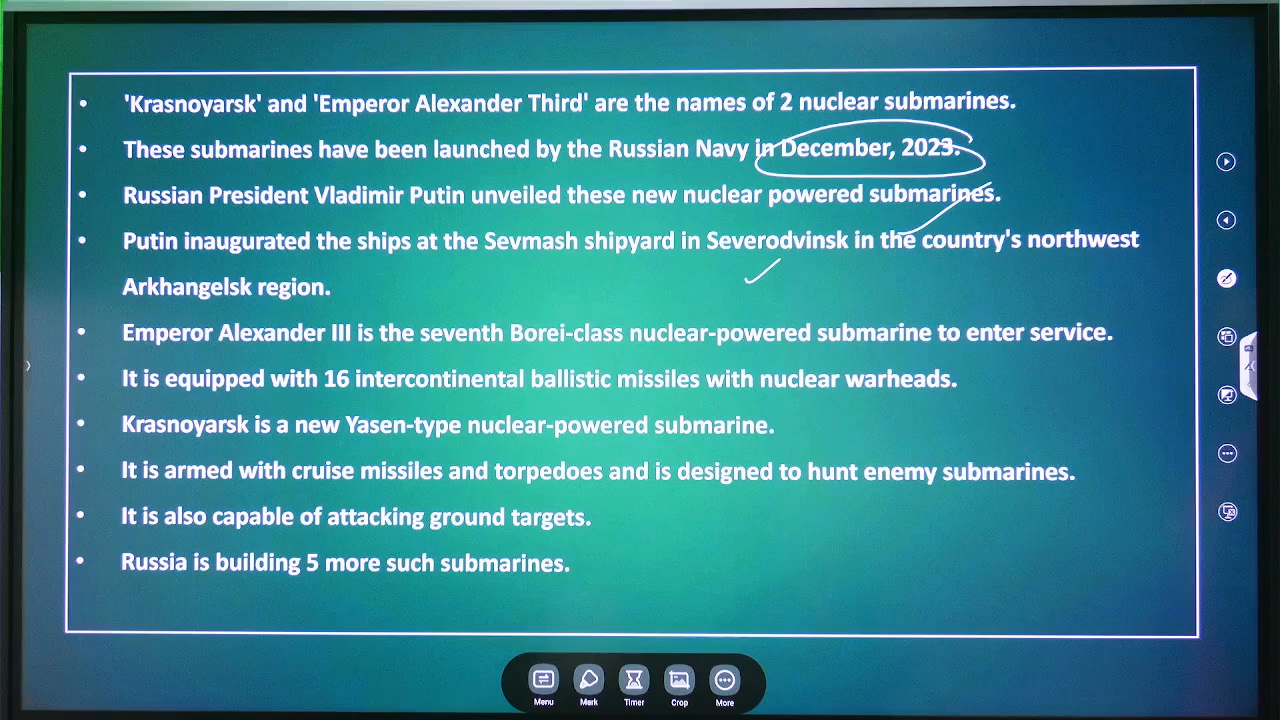 • 'Krasnoyarsk' and 'Emperor Alexander Third' are the names of 2 nuclear submarines.
• These submarines have been launched by the Russian Navy in December, 2023.
• Russian President Vladimir Putin unveiled these new nuclear powered submarines.
• Putin inaugurated the ships at the Sevmash shipyard in Severodvinsk in the country's northwest
Arkhangelsk region.
• Emperor Alexander III is the seventh Borei-class nuclear-powered submarine to enter service.
• It is equipped with 16 intercontinental ballistic missiles with nuclear warheads.
• Krasnoyarsk is a new Yasen-type nuclear-powered submarine.
• It is armed with cruise missiles and torpedoes and is designed to hunt enemy submarines.
• It is also capable of attacking ground targets.
• Russia is building 5 more such submarines.
Menu Mark Timer Crop More